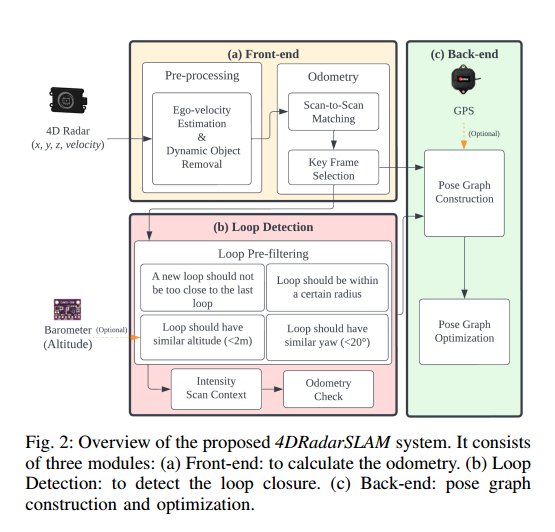 (a) Front-end
Pre-processing
Ego-velocity
Estimation
&
Dynamic Object
Removal
Odometry
Scan-to-Scan
Matching
Key Frame
Selection
4D Radar
(x, y, z, velocity)
(c) Back-end
GPS
(Optional)
Pose Graph
Construction
Pose Graph
Optimization
(b) Loop Detection
Loop Pre-filtering
A new loop should not
be too close to the last
loop
Loop should be within
a certain radius
Loop should have
similar altitude (<2m)
Loop should have
similar yaw (<20°)
Barometer
(Altitude)
(Optional)
Intensity
Scan Context
Odometry
Check
Fig. 2: Overview of the proposed 4DRadarSLAM system. It consists
of three modules: (a) Front-end: to calculate the odometry. (b) Loop
Detection: to detect the loop closure. (c) Back-end: pose graph
construction and optimization.